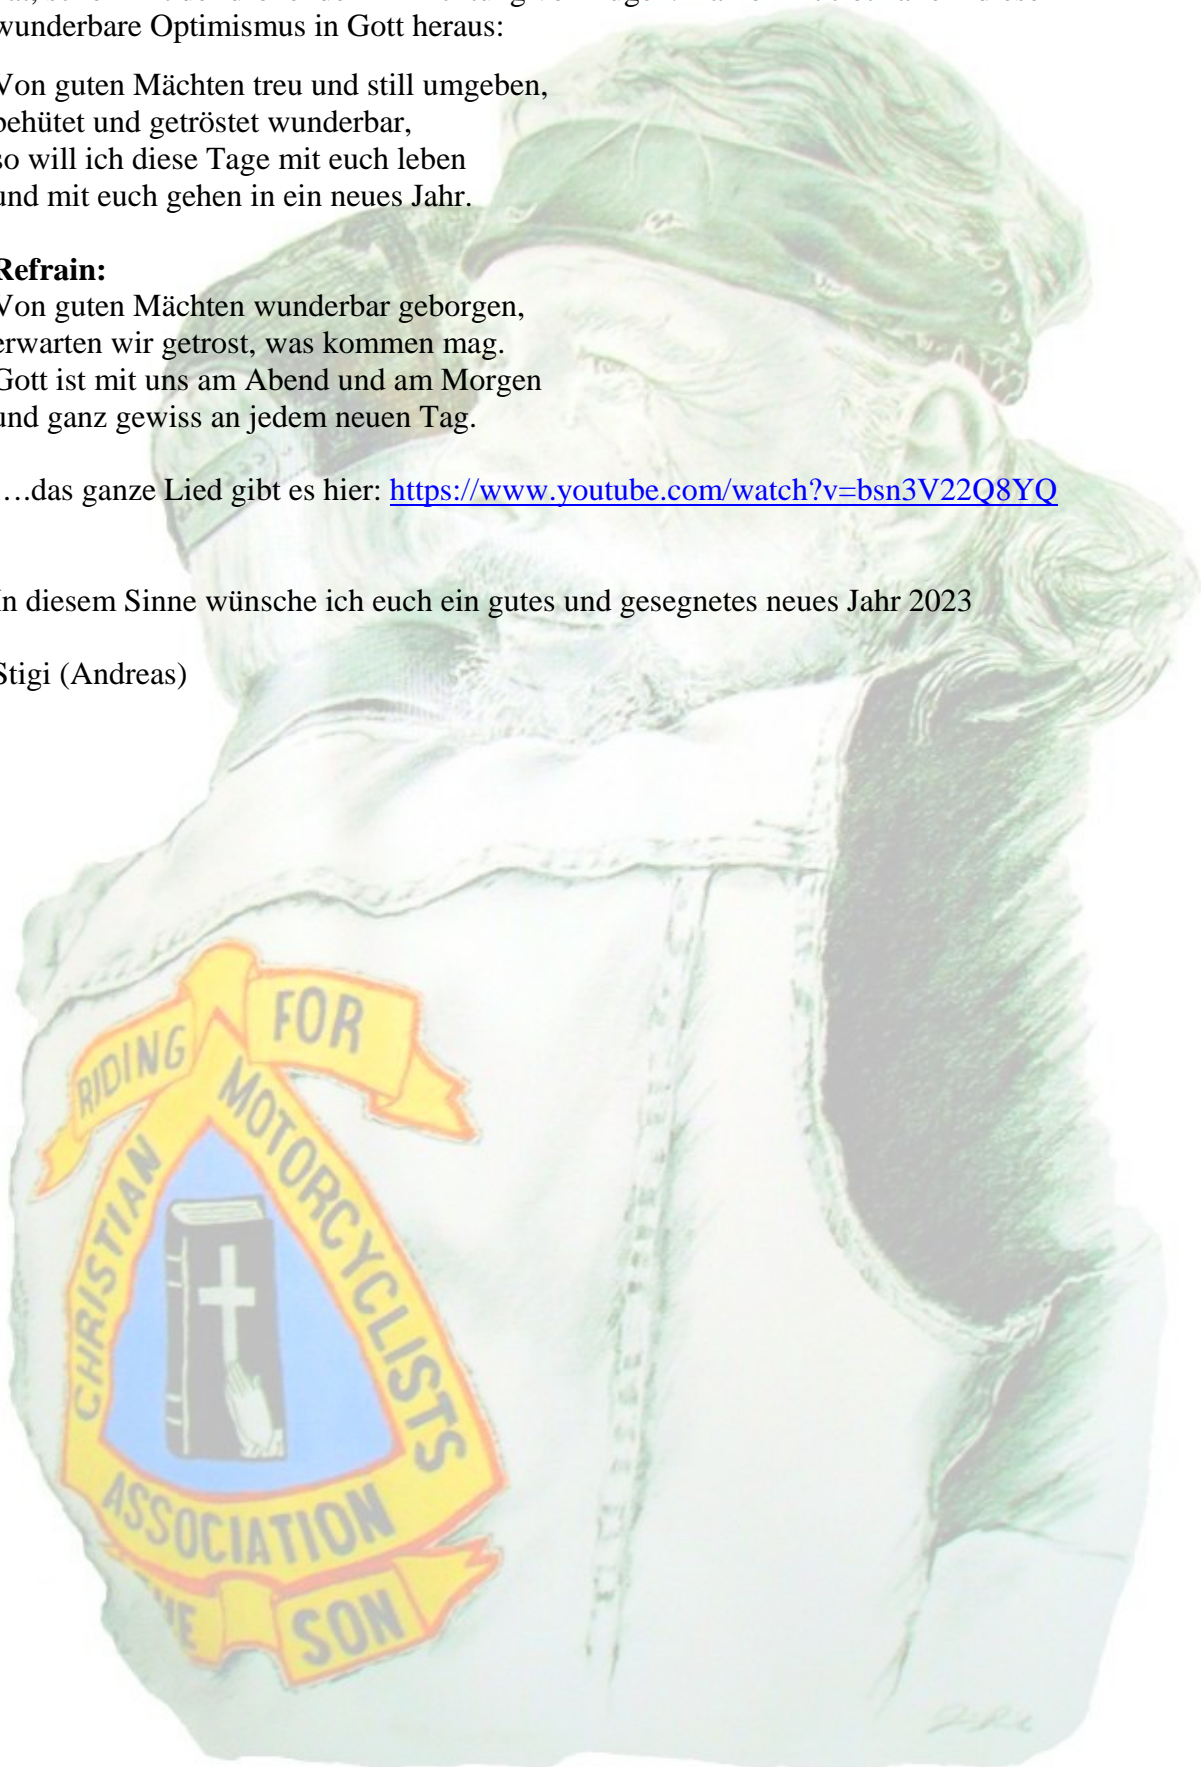 wunderbare Optimismus in Gott heraus:
Von guten Mächten treu und still umgeben,
behütet und getröstet wunderbar,
so will ich diese Tage mit euch leben
und mit euch gehen in ein neues Jahr.
Refrain:
Von guten Mächten wunderbar geborgen,
erwarten wir getrost, was kommen mag.
Gott ist mit uns am Abend und am Morgen
und ganz gewiss an jedem neuen Tag.
….das ganze Lied gibt es hier: https://www.youtube.com/watch?v=bsn3V22Q8YQ
In diesem Sinne wünsche ich euch ein gutes und gesegnetes neues Jahr 2023
Stigi (Andreas)
RIDING FOR
CHRISTIAN
MOTORCYCLISTS
ASSOCIATION
SON